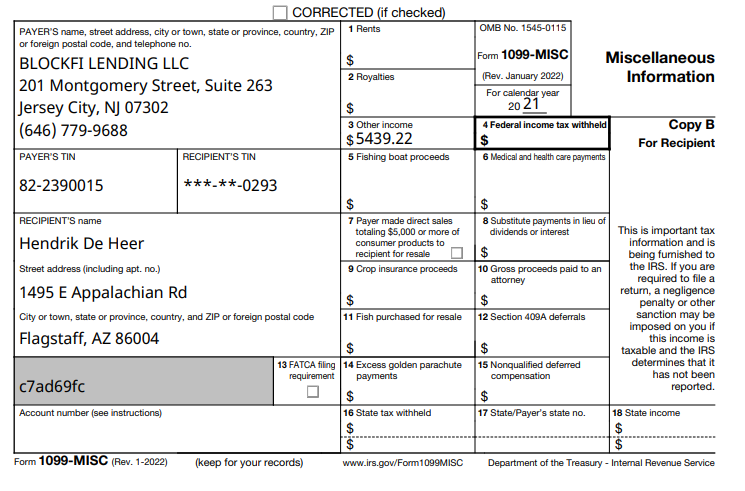 CORRECTED (if checked)
PAYER'S name, street address, city or town, state or province, country, ZIP
or foreign postal code, and telephone no.
BLOCKFI LENDING LLC
201 Montgomery Street, Suite 263
Jersey City, NJ 07302
(646) 779-9688
1 Rents
$
2 Royalties
$
OMB No. 1545-0115
Form 1099-MISC
(Rev. January 2022)
For calendar year
20 21
Miscellaneous
Information
3 Other income
$ 5439.22
4 Federal income tax withheld
$
Copy B
For Recipient
PAYER'S TIN
82-2390015
RECIPIENT'S TIN
***-**-0293
5 Fishing boat proceeds
$
6 Medical and health care payments
$
RECIPIENT'S name
Hendrik De Heer
7 Payer made direct sales
totaling $5,000 or more of
consumer products to
recipient for resale
8 Substitute payments in lieu of
dividends or interest
$
This is important tax
information and is
being furnished to
the IRS. If you are
required to file a
return, a negligence
penalty or other
sanction may be
imposed on you if
this income is
taxable and the IRS
determines that it
has not been
reported.
Street address (including apt. no.)
1495 E Appalachian Rd
9 Crop insurance proceeds
$
10 Gross proceeds paid to an
attorney
$
City or town, state or province, country, and ZIP or foreign postal code
Flagstaff, AZ 86004
11 Fish purchased for resale
$
12 Section 409A deferrals
$
c7ad69fc
13 FATCA filing
requirement
14 Excess golden parachute
payments
$
15 Nonqualified deferred
compensation
$
Account number (see instructions)
16 State tax withheld
$
$
17 State/Payer's state no.
18 State income
$
$
Form 1099-MISC (Rev. 1-2022)
(keep for your records)
www.irs.gov/Form1099MISC
Department of the Treasury - Internal Revenue Service